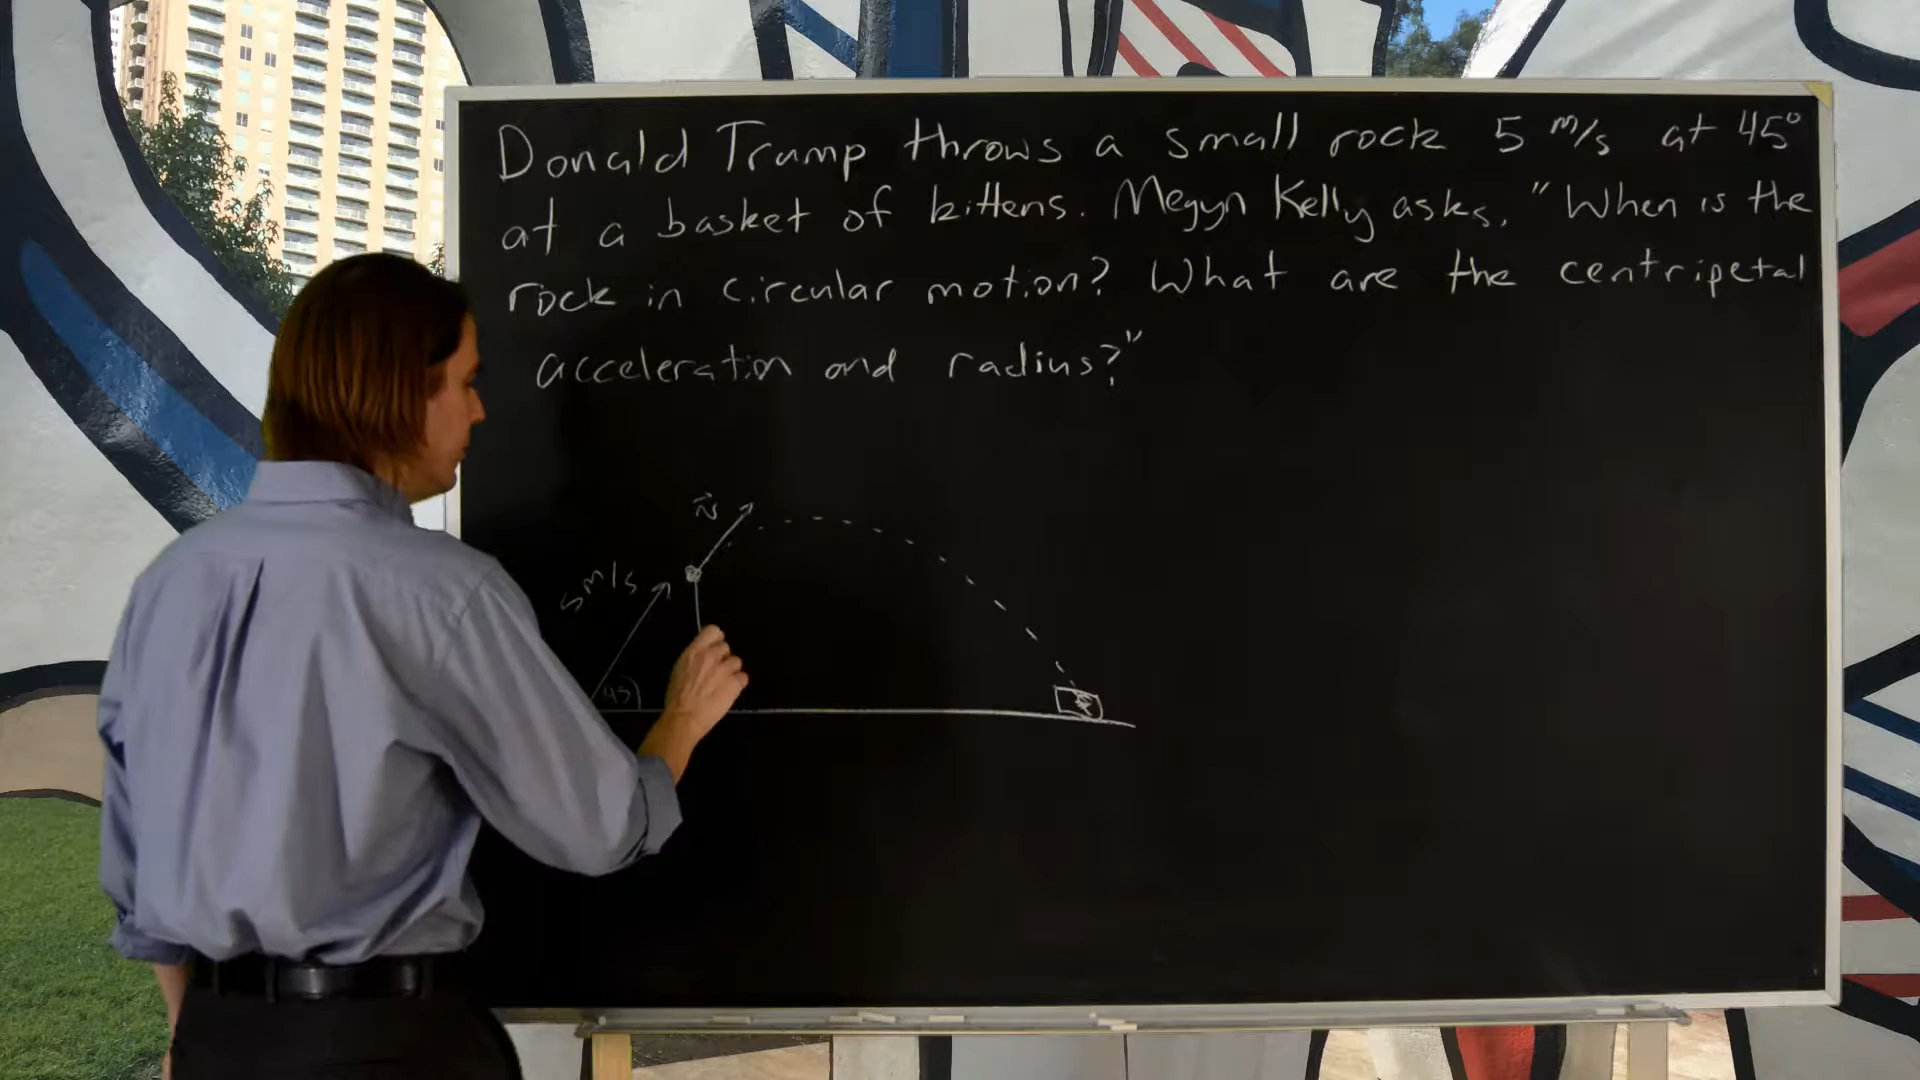 Donald Trump throws a small rock 5 m/s at 45°
at a basket of kittens. Megyn Kelly asks, "When is the
rock in circular motion? What are the centripetal
acceleration and radius?"
v
5 m/s
45